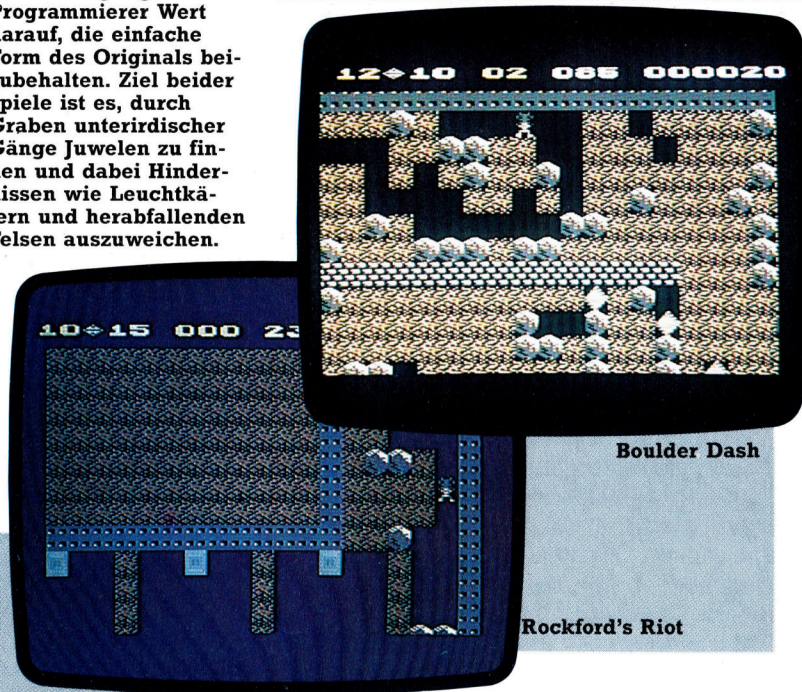 Programmierer Wert
darauf, die einfache
Form des Originals bei-
zubehalten. Ziel beider
Spiele ist es, durch
Graben unterirdischer
Gänge Juwelen zu fin-
den und dabei Hinder-
nissen wie Leuchtkä-
fern und herabfallenden
Felsen auszuweichen.
12 10 02 085 000020
10 15 000 23
Boulder Dash
Rockford's Riot